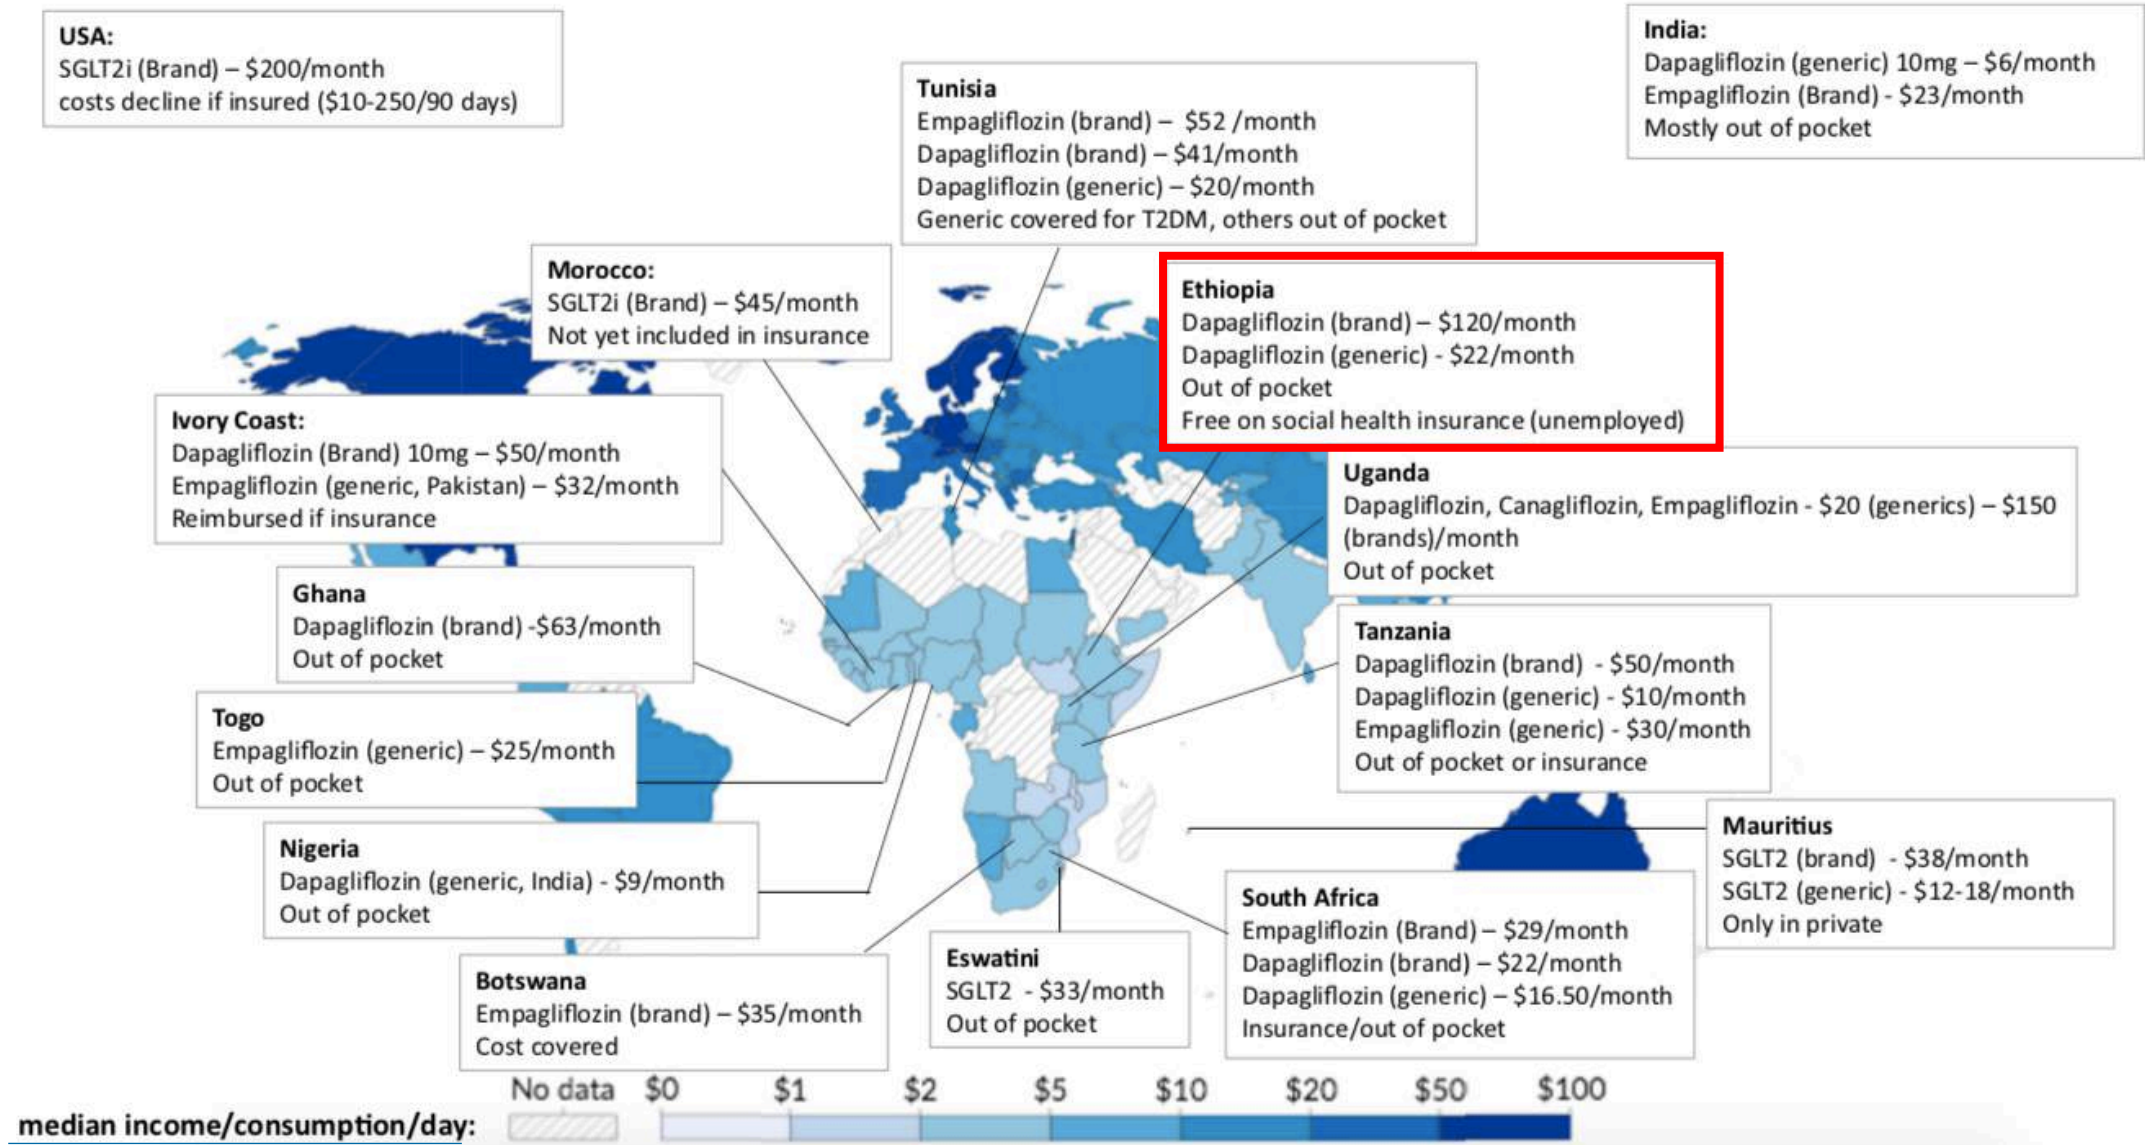 USA:
SGLT2i (Brand) – $200/month
costs decline if insured ($10-250/90 days)
India:
Dapagliflozin (generic) 10mg – $6/month
Empagliflozin (Brand) - $23/month
Mostly out of pocket
Tunisia
Empagliflozin (brand) – $52 /month
Dapagliflozin (brand) – $41/month
Dapagliflozin (generic) – $20/month
Generic covered for T2DM, others out of pocket
Morocco:
SGLT2i (Brand) – $45/month
Not yet included in insurance
Ethiopia
Dapagliflozin (brand) – $120/month
Dapagliflozin (generic) - $22/month
Out of pocket
Free on social health insurance (unemployed)
Ivory Coast:
Dapagliflozin (Brand) 10mg – $50/month
Empagliflozin (generic, Pakistan) – $32/month
Reimbursed if insurance
Uganda
Dapagliflozin, Canagliflozin, Empagliflozin - $20 (generics) – $150
(brands)/month
Out of pocket
Ghana
Dapagliflozin (brand) -$63/month
Out of pocket
Tanzania
Dapagliflozin (brand) - $50/month
Dapagliflozin (generic) - $10/month
Empagliflozin (generic) - $30/month
Out of pocket or insurance
Togo
Empagliflozin (generic) – $25/month
Out of pocket
Mauritius
SGLT2 (brand) - $38/month
SGLT2 (generic) - $12-18/month
Only in private
Nigeria
Dapagliflozin (generic, India) - $9/month
Out of pocket
South Africa
Empagliflozin (Brand) – $29/month
Dapagliflozin (brand) – $22/month
Dapagliflozin (generic) – $16.50/month
Insurance/out of pocket
Eswatini
SGLT2 - $33/month
Out of pocket
Botswana
Empagliflozin (brand) – $35/month
Cost covered
No data $0 $1 $2 $5 $10 $20 $50 $100
median income/consumption/day: